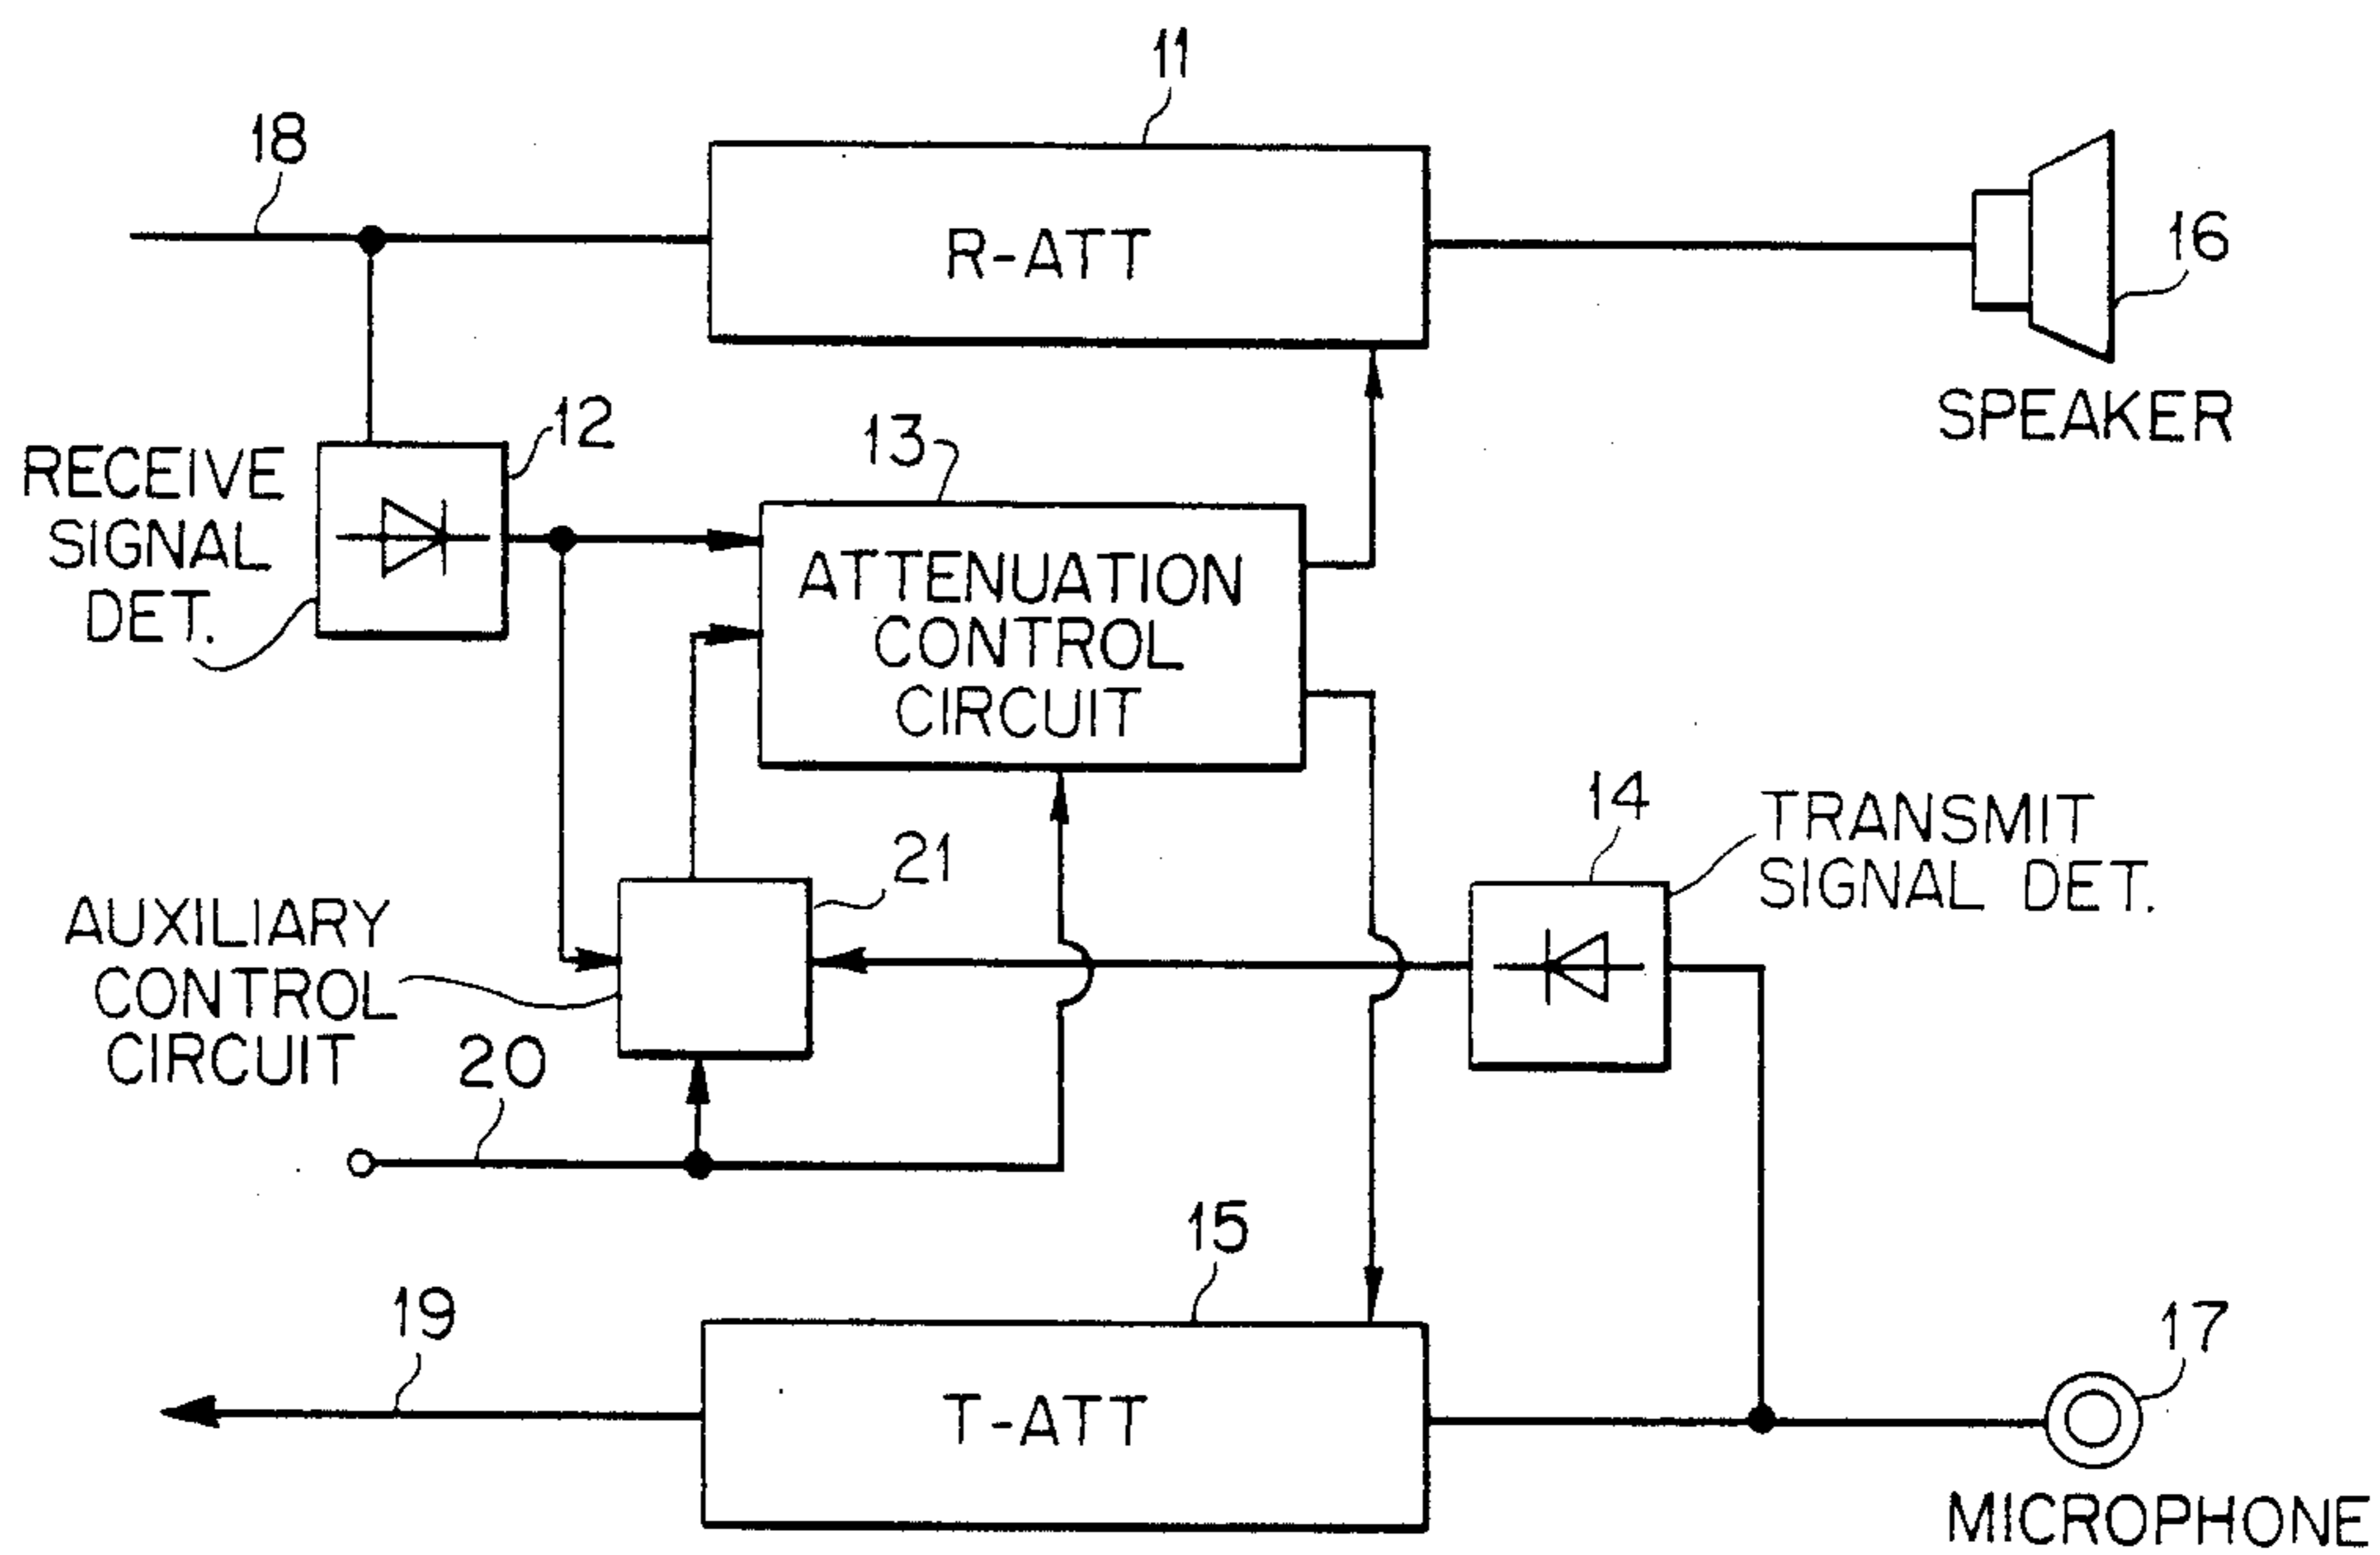 11
18
R-ATT
16
SPEAKER
12
RECEIVE
SIGNAL
DET.
13
ATTENUATION
CONTROL
CIRCUIT
14
TRANSMIT
SIGNAL DET.
21
AUXILIARY
CONTROL
CIRCUIT
20
15
19
T-ATT
17
MICROPHONE